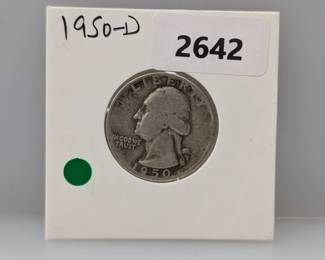 1950-D
2642
LIBERTY
IN GOD WE
TRUST
1950